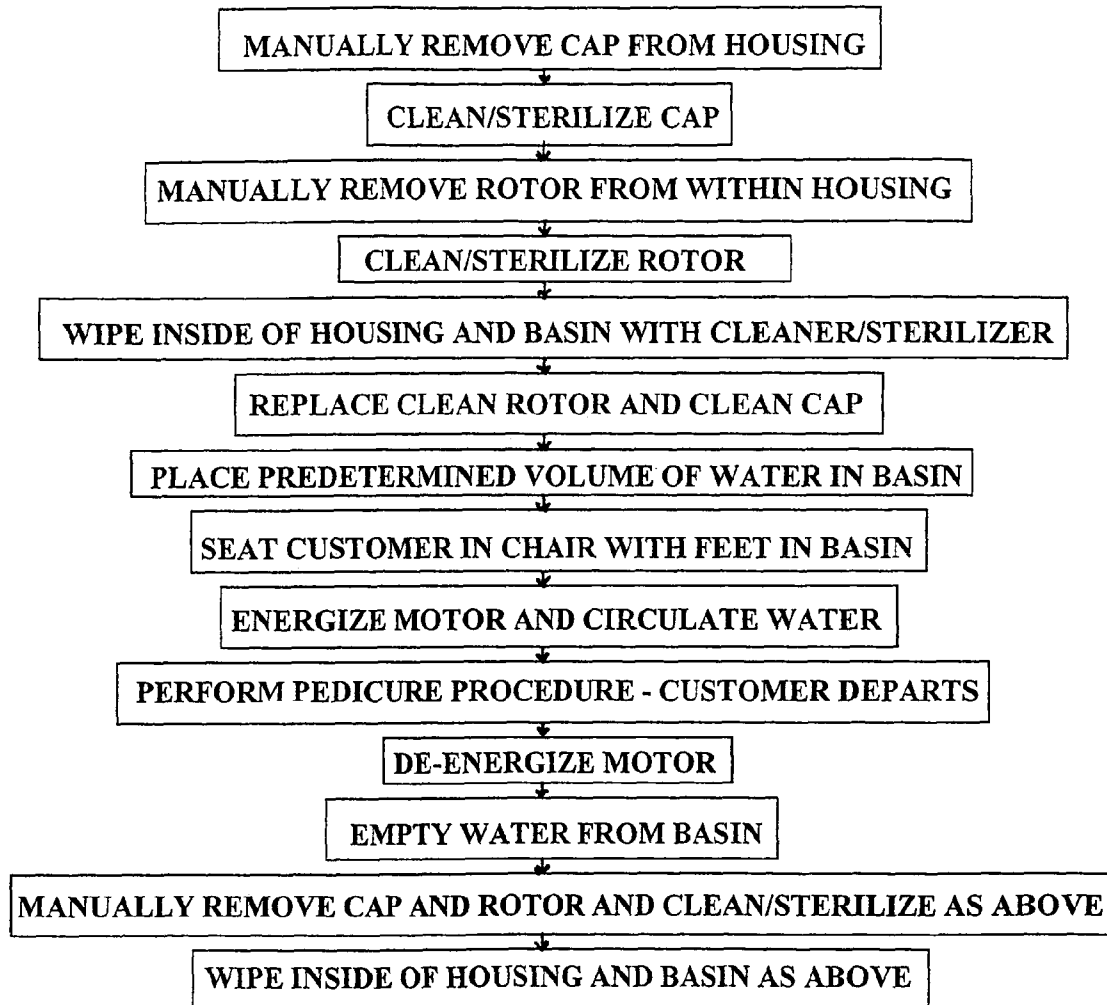 MANUALLY REMOVE CAP FROM HOUSING
CLEAN/STERILIZE CAP
MANUALLY REMOVE ROTOR FROM WITHIN HOUSING
CLEAN/STERILIZE ROTOR
WIPE INSIDE OF HOUSING AND BASIN WITH CLEANER/STERILIZER
REPLACE CLEAN ROTOR AND CLEAN CAP
PLACE PREDETERMINED VOLUME OF WATER IN BASIN
SEAT CUSTOMER IN CHAIR WITH FEET IN BASIN
ENERGIZE MOTOR AND CIRCULATE WATER
PERFORM PEDICURE PROCEDURE - CUSTOMER DEPARTS
DE-ENERGIZE MOTOR
EMPTY WATER FROM BASIN
MANUALLY REMOVE CAP AND ROTOR AND CLEAN/STERILIZE AS ABOVE
WIPE INSIDE OF HOUSING AND BASIN AS ABOVE